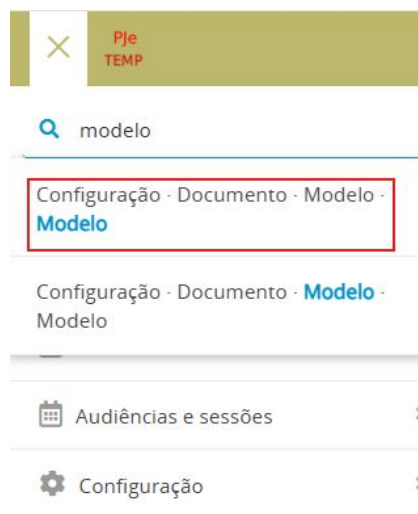 PJe
TEMP
modelo
Configuração · Documento · Modelo ·
Modelo
Configuração · Documento · Modelo ·
Modelo
Audiências e sessões
Configuração